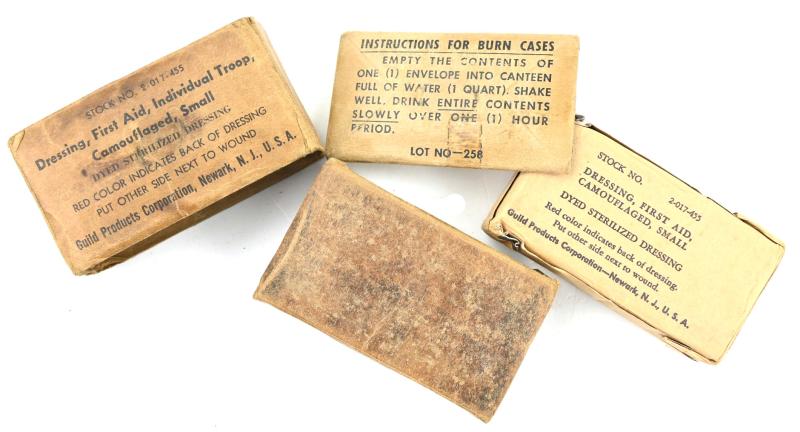 STOCK NO. 2-017-455
Dressing, First Aid, Individual Troop,
Camouflaged, Small
DYED STERILIZED DRESSING
RED COLOR INDICATES BACK OF DRESSING
PUT OTHER SIDE NEXT TO WOUND
Guild Products Corporation, Newark, N. J., U. S. A.
INSTRUCTIONS FOR BURN CASES
EMPTY THE CONTENTS OF
ONE (1) ENVELOPE INTO CANTEEN
FULL OF WATER (1 QUART). SHAKE
WELL. DRINK ENTIRE CONTENTS
SLOWLY OVER ONE (1) HOUR
PERIOD.
LOT NO—258
STOCK NO. 2-017-455
DRESSING, FIRST AID,
CAMOUFLAGED, SMALL
DYED STERILIZED DRESSING
Red color indicates back of dressing.
Put other side next to wound.
Guild Products Corporation—Newark, N. J., U. S. A.